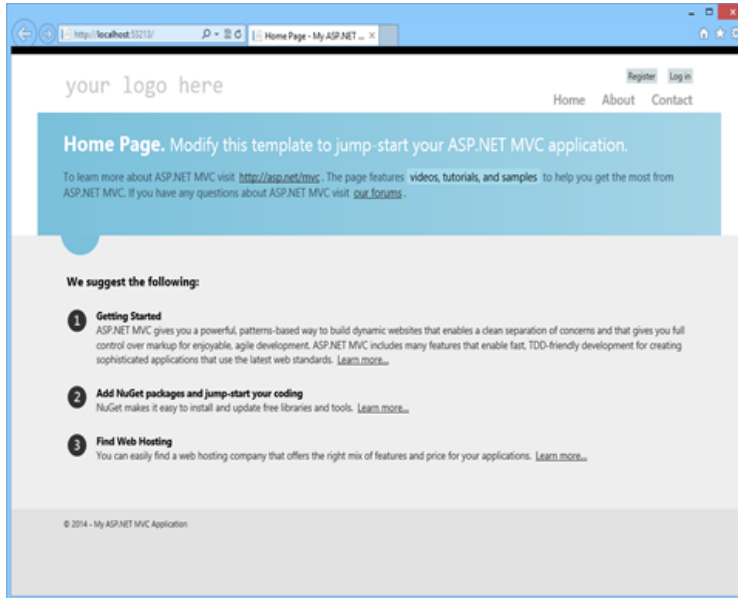 http://localhost:53213/
Home Page - My ASP.NET ...
your logo here
Register Log in
Home About Contact
Home Page. Modify this template to jump-start your ASP.NET MVC application.
To learn more about ASP.NET MVC visit http://asp.net/mvc. The page features videos, tutorials, and samples to help you get the most from
ASP.NET MVC. If you have any questions about ASP.NET MVC visit our forums.
We suggest the following:
1 Getting Started
ASP.NET MVC gives you a powerful, patterns-based way to build dynamic websites that enables a clean separation of concerns and that gives you full
control over markup for enjoyable, agile development. ASP.NET MVC includes many features that enable fast, TDD-friendly development for creating
sophisticated applications that use the latest web standards. Learn more...
2 Add NuGet packages and jump-start your coding
NuGet makes it easy to install and update free libraries and tools. Learn more...
3 Find Web Hosting
You can easily find a web hosting company that offers the right mix of features and price for your applications. Learn more...
© 2014 - My ASP.NET MVC Application